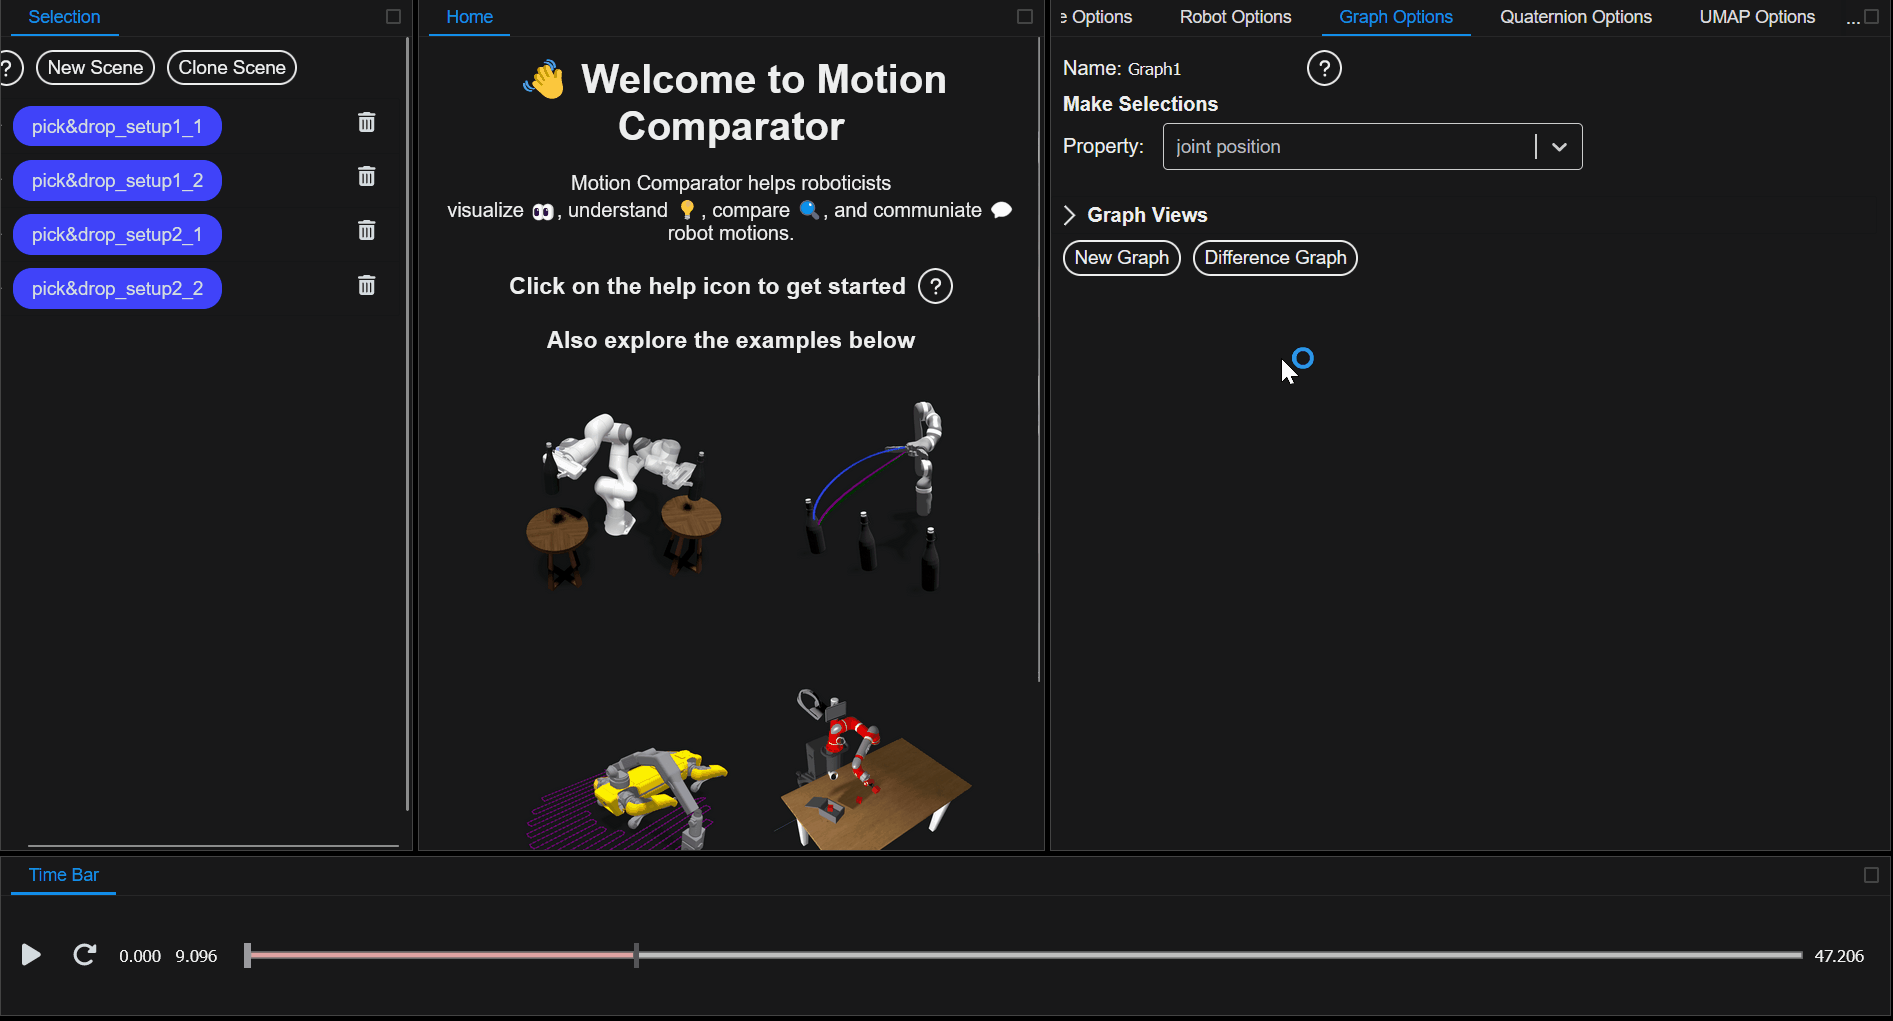 Selection
? New Scene Clone Scene
pick&drop_setup1_1
pick&drop_setup1_2
pick&drop_setup2_1
pick&drop_setup2_2
Home
👋 Welcome to Motion
Comparator
Motion Comparator helps roboticists
visualize 👀, understand 💡, compare 🔍, and communiate 💬
robot motions.
Click on the help icon to get started ?
Also explore the examples below
e Options Robot Options Graph Options Quaternion Options UMAP Options ...
Name: Graph1 ?
Make Selections
Property: joint position
Graph Views
New Graph Difference Graph
Time Bar
0.000 9.096 47.206